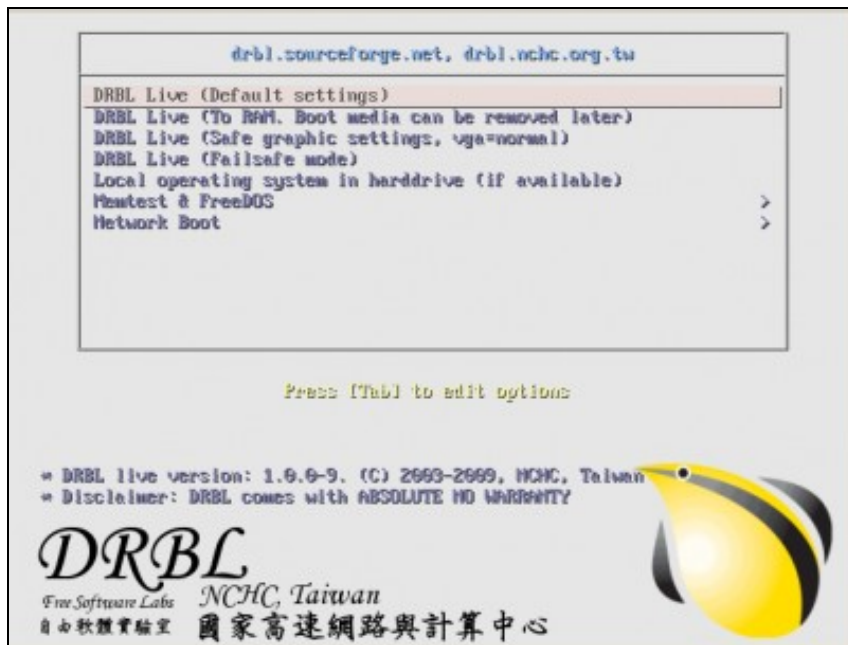 drbl.sourceforge.net, drbl.nchc.org.tw
DRBL Live (Default settings)
DRBL Live (To RAM. Boot media can be removed later)
DRBL Live (Safe graphic settings, vga=normal)
DRBL Live (Failsafe mode)
Local operating system in harddrive (if available)
Memtest & FreeDOS >
Network Boot >
Press [Tab] to edit options
* DRBL live version: 1.0.0-9. (C) 2003-2009, NCHC, Taiwan
* Disclaimer: DRBL comes with ABSOLUTE NO WARRANTY
DRBL
Free Software Labs NCHC, Taiwan
自由軟體實驗室 國家高速網路與計算中心